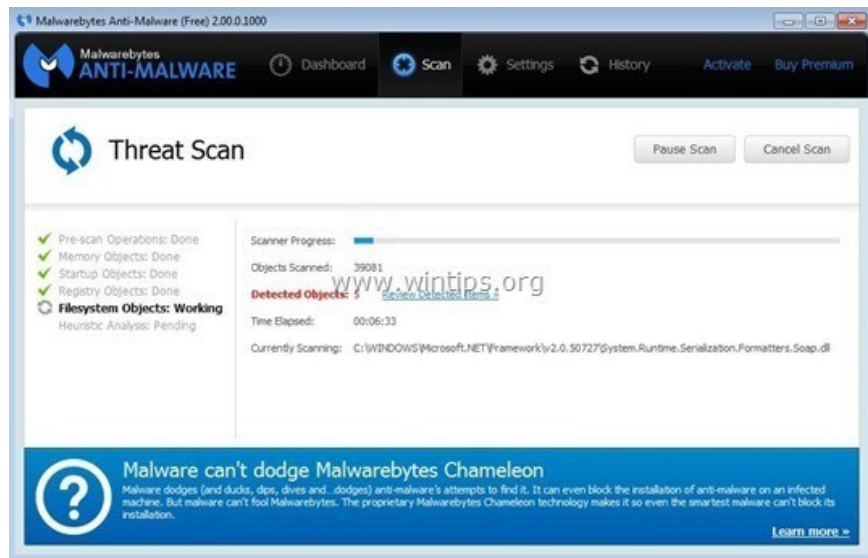 Malwarebytes Anti-Malware (Free) 2.00.0.1000
Malwarebytes
ANTI-MALWARE
Dashboard
Scan
Settings
History
Activate
Buy Premium
Threat Scan
Pause Scan
Cancel Scan
Pre-scan Operations: Done
Memory Objects: Done
Startup Objects: Done
Registry Objects: Done
Filesystem Objects: Working
Heuristic Analysis: Pending
Scanner Progress:
Objects Scanned: 39081
www.wintips.org
Detected Objects: 5 Review Detected Items »
Time Elapsed: 00:06:33
Currently Scanning: C:\WINDOWS\Microsoft.NET\Framework\v2.0.50727\System.Runtime.Serialization.Formatters.Soap.dll
Malware can't dodge Malwarebytes Chameleon
Malware dodges (and ducks, dips, dives and...dodges) anti-malware's attempts to find it. It can even block the installation of anti-malware on an infected
machine. But malware can't fool Malwarebytes. The proprietary Malwarebytes Chameleon technology makes it so even the smartest malware can't block its
installation.
Learn more »